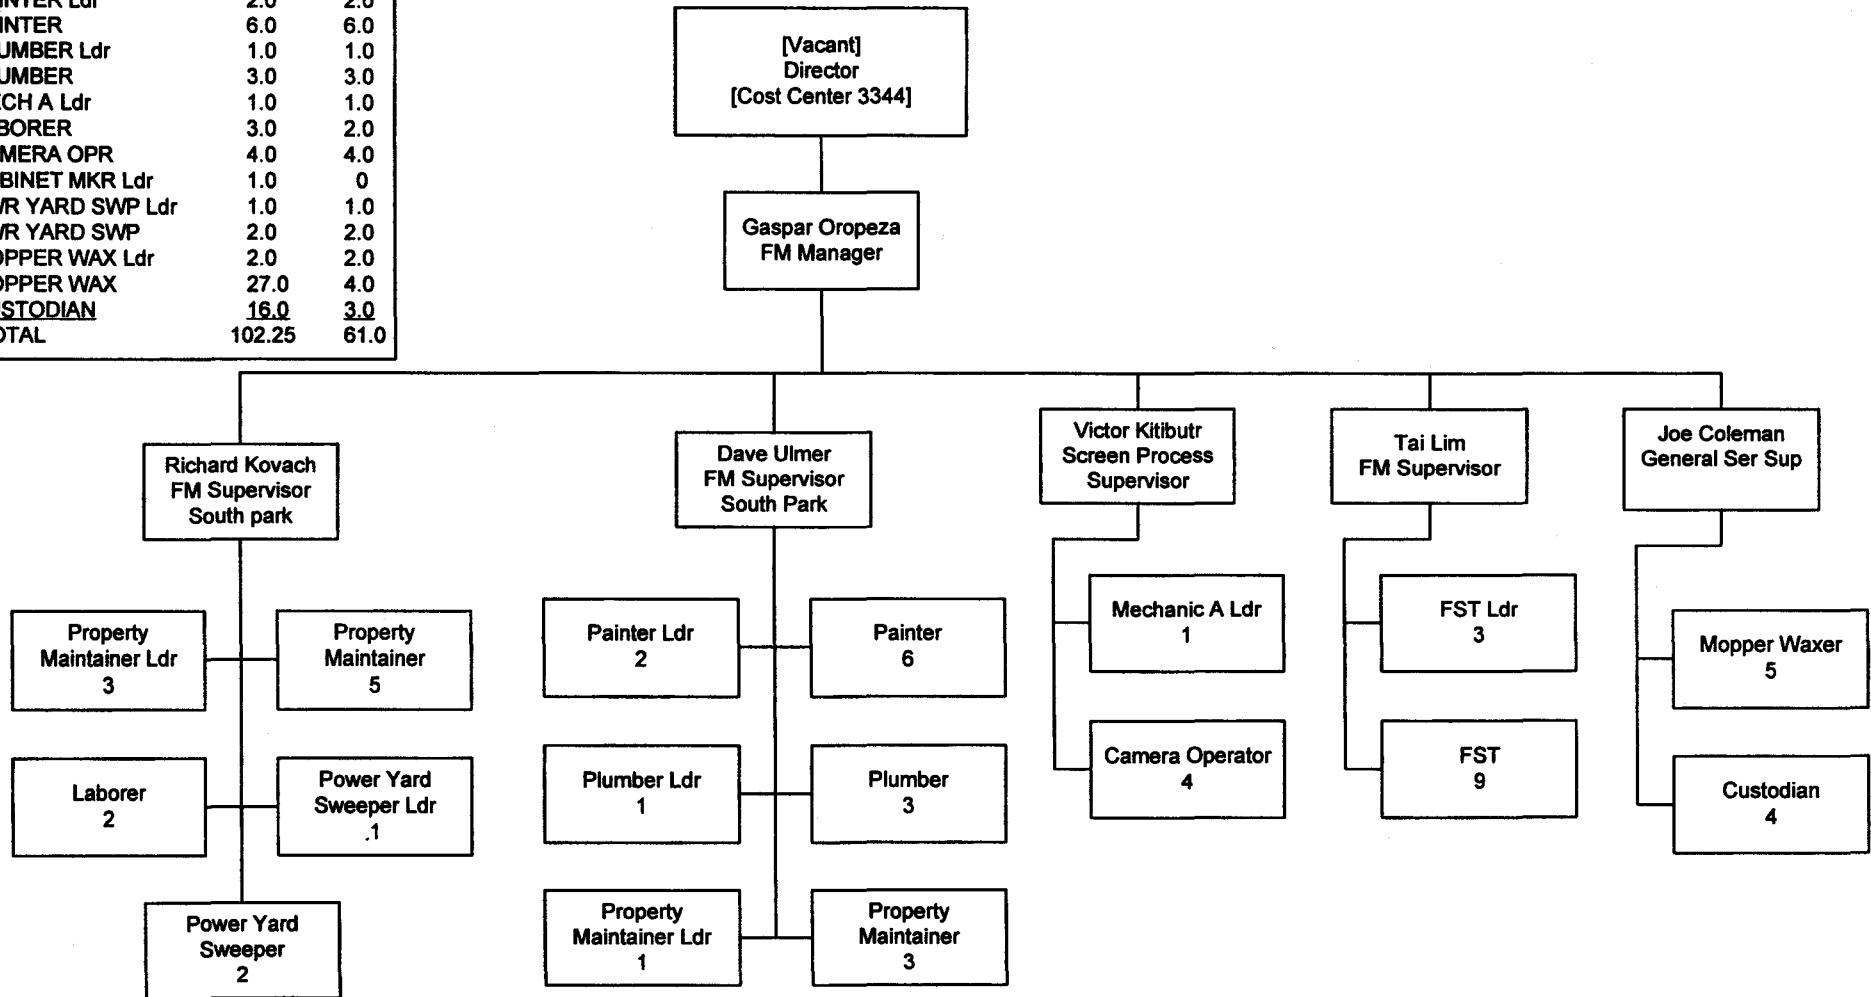 INTER Ldr 2.0 2.0
INTER 6.0 6.0
UMBER Ldr 1.0 1.0
UMBER 3.0 3.0
ECH A Ldr 1.0 1.0
BORER 3.0 2.0
MERA OPR 4.0 4.0
BINET MKR Ldr 1.0 0
VR YARD SWP Ldr 1.0 1.0
VR YARD SWP 2.0 2.0
OPPER WAX Ldr 2.0 2.0
OPPER WAX 27.0 4.0
STODIAN 16.0 3.0
OTAL 102.25 61.0
[Vacant]
Director
[Cost Center 3344]
Gaspar Oropeza
FM Manager
Richard Kovach
FM Supervisor
South park
Property
Maintainer Ldr
3
Property
Maintainer
5
Laborer
2
Power Yard
Sweeper Ldr
.1
Power Yard
Sweeper
2
Dave Ulmer
FM Supervisor
South Park
Painter Ldr
2
Painter
6
Plumber Ldr
1
Plumber
3
Property
Maintainer Ldr
1
Property
Maintainer
3
Victor Kitibutr
Screen Process
Supervisor
Mechanic A Ldr
1
Camera Operator
4
Tai Lim
FM Supervisor
FST Ldr
3
FST
9
Joe Coleman
General Ser Sup
Mopper Waxer
5
Custodian
4